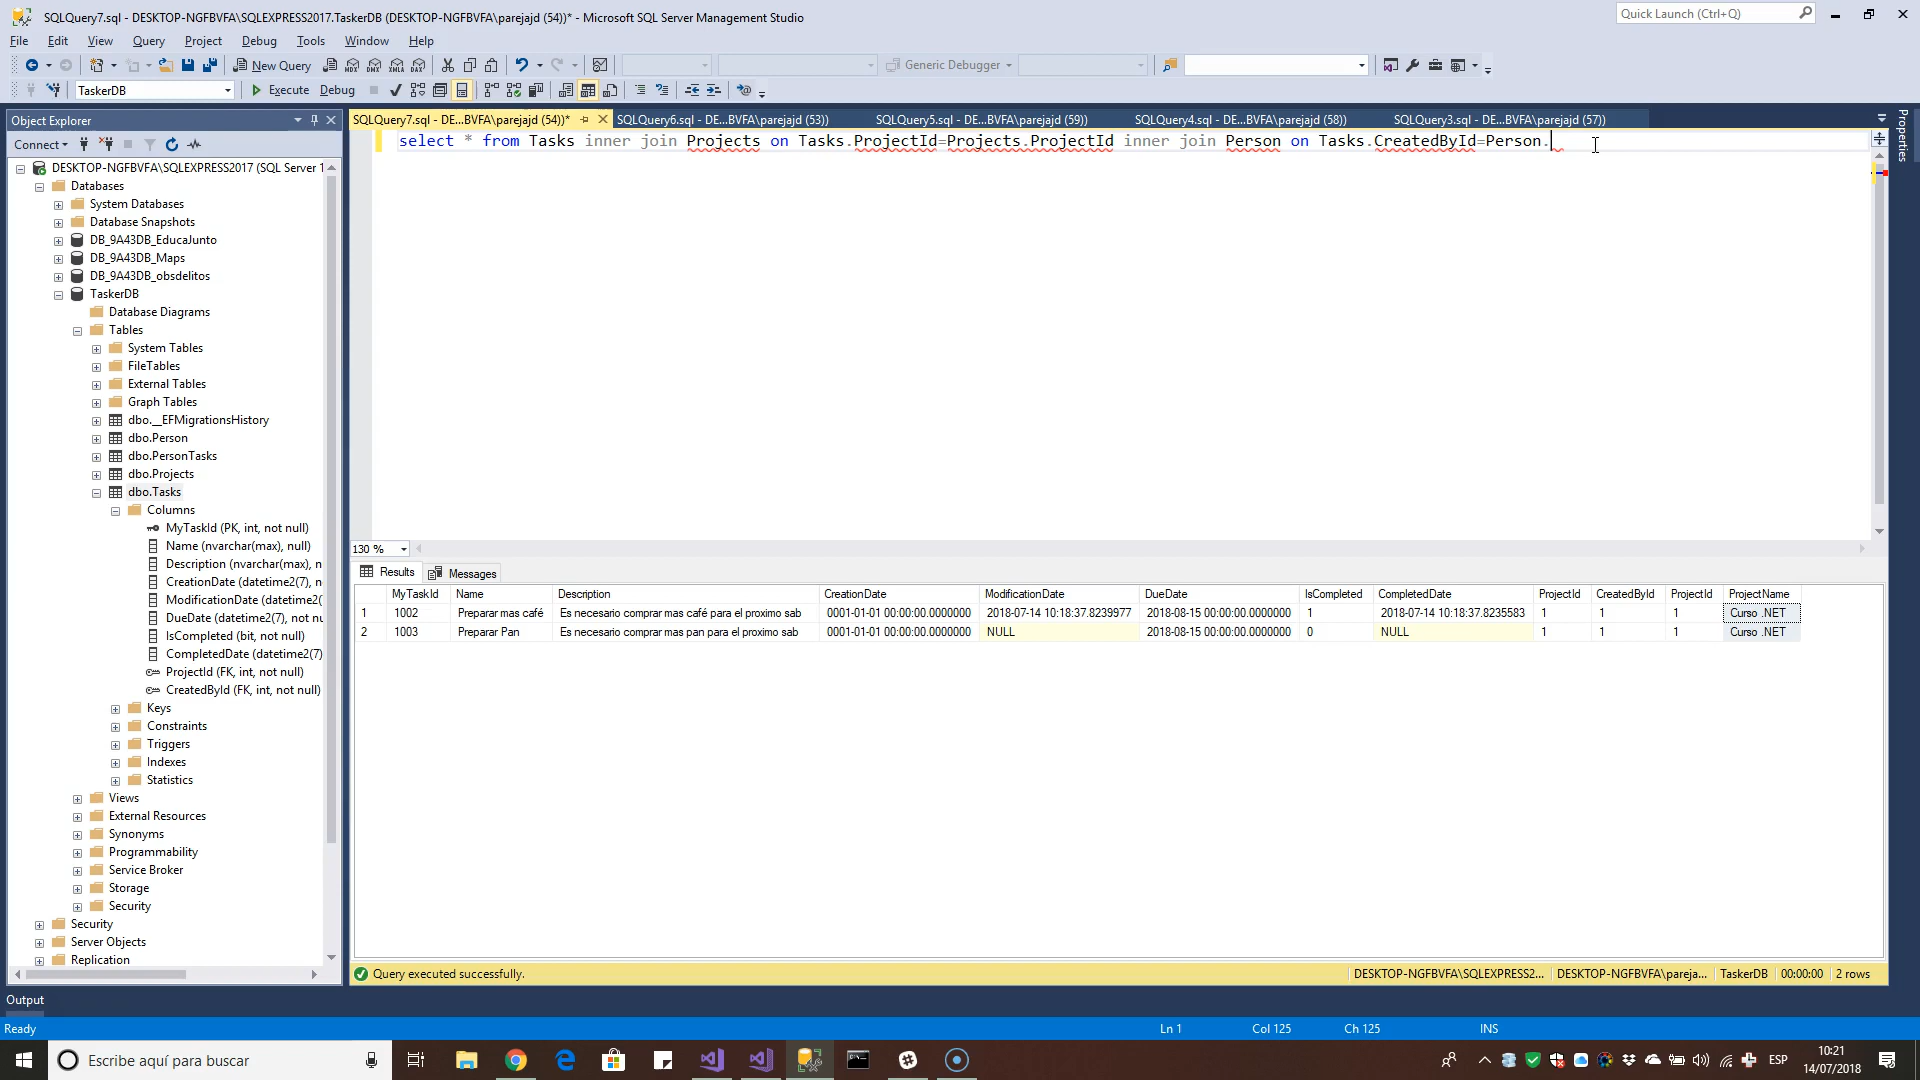 SQLQuery7.sql - DESKTOP-NGFBVFA\SQLEXPRESS2017.TaskerDB (DESKTOP-NGFBVFA\parejajd (54))* - Microsoft SQL Server Management Studio
Quick Launch (Ctrl+Q)
File Edit View Query Project Debug Tools Window Help
New Query
MDX DMX XMLA DAX
Generic Debugger
TaskerDB
Execute Debug
Object Explorer
SQLQuery7.sql - DE...BVFA\parejajd (54))*
SQLQuery6.sql - DE...BVFA\parejajd (53))
SQLQuery5.sql - DE...BVFA\parejajd (59))
SQLQuery4.sql - DE...BVFA\parejajd (58))
SQLQuery3.sql - DE...BVFA\parejajd (57))
Properties
Connect
select * from Tasks inner join Projects on Tasks.ProjectId=Projects.ProjectId inner join Person on Tasks.CreatedById=Person.
DESKTOP-NGFBVFA\SQLEXPRESS2017 (SQL Server 1
Databases
System Databases
Database Snapshots
DB_9A43DB_EducaJunto
DB_9A43DB_Maps
DB_9A43DB_obsdelitos
TaskerDB
Database Diagrams
Tables
System Tables
FileTables
External Tables
Graph Tables
dbo.__EFMigrationsHistory
dbo.Person
dbo.PersonTasks
dbo.Projects
dbo.Tasks
Columns
MyTaskId (PK, int, not null)
Name (nvarchar(max), null)
Description (nvarchar(max), n
CreationDate (datetime2(7), n
ModificationDate (datetime2(
DueDate (datetime2(7), not nu
IsCompleted (bit, not null)
CompletedDate (datetime2(7)
ProjectId (FK, int, not null)
CreatedById (FK, int, not null)
Keys
Constraints
Triggers
Indexes
Statistics
Views
External Resources
Synonyms
Programmability
Service Broker
Storage
Security
Security
Server Objects
Replication
130 %
Results Messages
MyTaskId Name Description CreationDate ModificationDate DueDate IsCompleted CompletedDate ProjectId CreatedById ProjectId ProjectName
1 1002 Preparar mas café Es necesario comprar mas café para el proximo sab 0001-01-01 00:00:00.0000000 2018-07-14 10:18:37.8239977 2018-08-15 00:00:00.0000000 1 2018-07-14 10:18:37.8235583 1 1 1 Curso .NET
2 1003 Preparar Pan Es necesario comprar mas pan para el proximo sab 0001-01-01 00:00:00.0000000 NULL 2018-08-15 00:00:00.0000000 0 NULL 1 1 1 Curso .NET
Query executed successfully.
DESKTOP-NGFBVFA\SQLEXPRESS2... DESKTOP-NGFBVFA\pareja... TaskerDB 00:00:00 2 rows
Output
Ready
Ln 1 Col 125 Ch 125 INS
Escribe aquí para buscar
ESP
10:21
14/07/2018